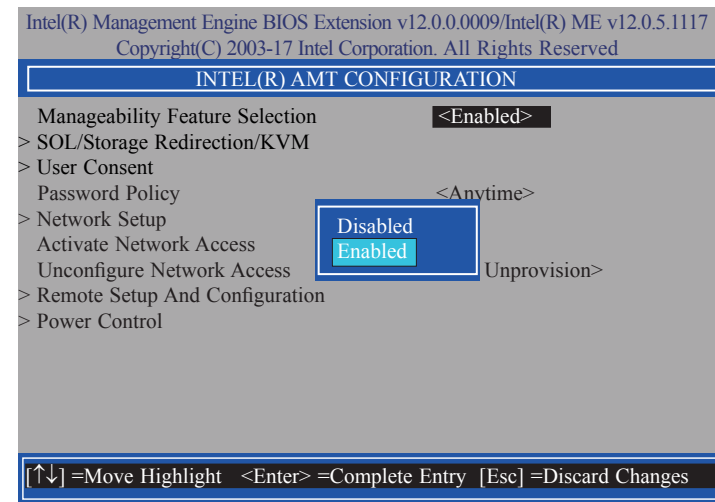 Intel(R) Management Engine BIOS Extension v12.0.0.0009/Intel(R) ME v12.0.5.1117
Copyright(C) 2003-17 Intel Corporation. All Rights Reserved
INTEL(R) AMT CONFIGURATION
Manageability Feature Selection <Enabled>
> SOL/Storage Redirection/KVM
> User Consent
Password Policy <Anytime>
> Network Setup
Disabled
Activate Network Access
Enabled
Unconfigure Network Access Unprovision>
> Remote Setup And Configuration
> Power Control
[↑↓] =Move Highlight <Enter> =Complete Entry [Esc] =Discard Changes